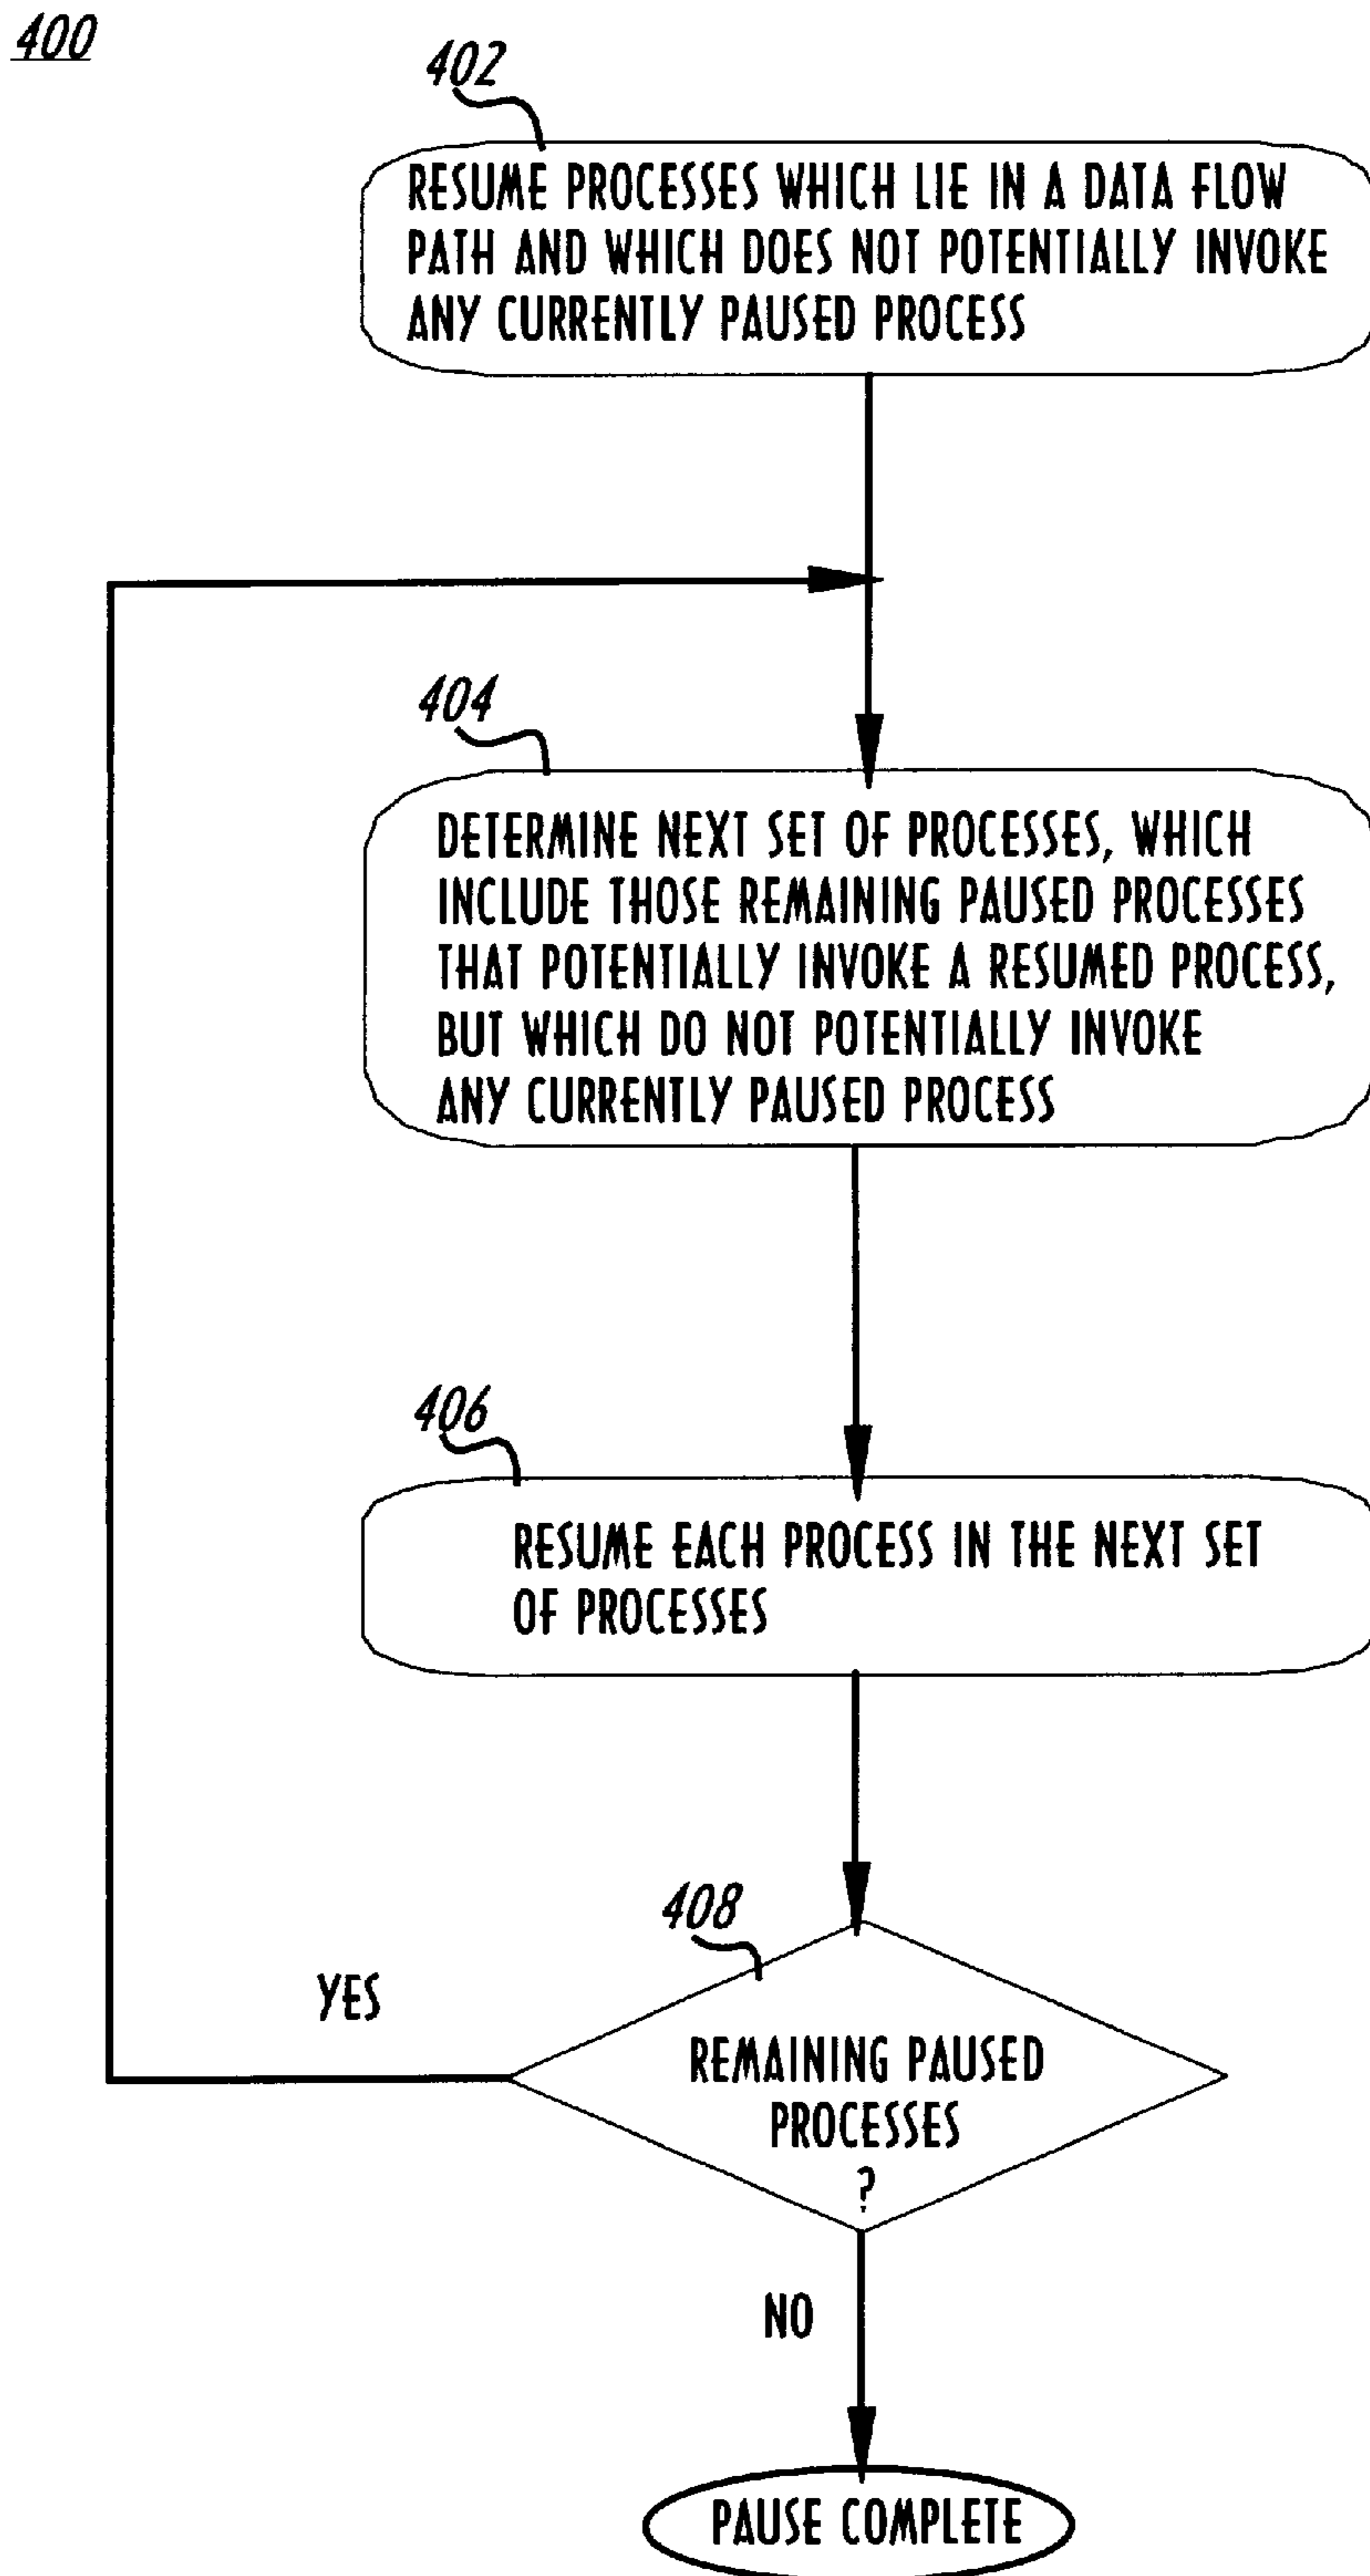 400
402
RESUME PROCESSES WHICH LIE IN A DATA FLOW
PATH AND WHICH DOES NOT POTENTIALLY INVOKE
ANY CURRENTLY PAUSED PROCESS
404
DETERMINE NEXT SET OF PROCESSES, WHICH
INCLUDE THOSE REMAINING PAUSED PROCESSES
THAT POTENTIALLY INVOKE A RESUMED PROCESS,
BUT WHICH DO NOT POTENTIALLY INVOKE
ANY CURRENTLY PAUSED PROCESS
406
RESUME EACH PROCESS IN THE NEXT SET
OF PROCESSES
408
YES
REMAINING PAUSED
PROCESSES
?
NO
PAUSE COMPLETE